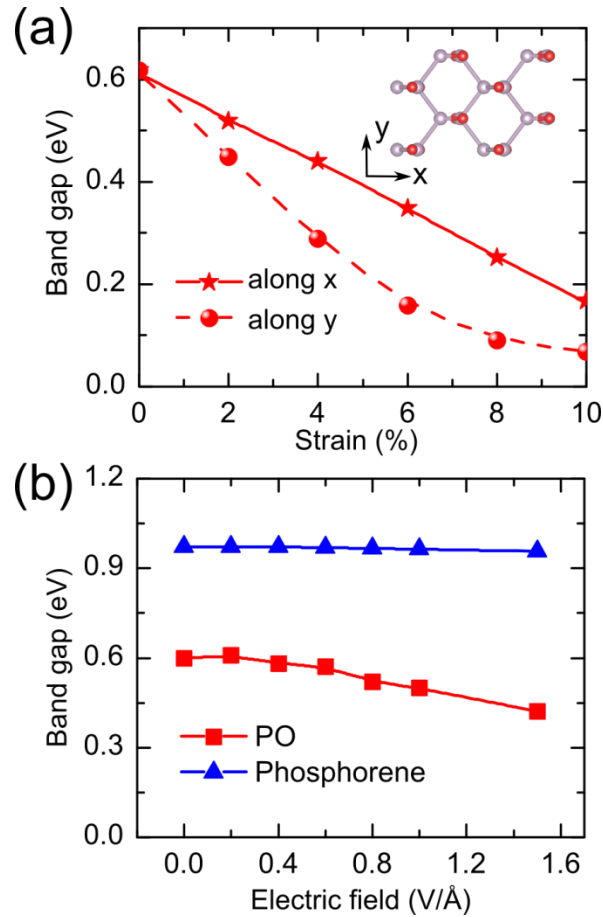 (a)
Band gap (eV)
0.6
0.4
0.2
0.0
y
x
along x
along y
0 2 4 6 8 10
Strain (%)
(b)
Band gap (eV)
1.2
0.9
0.6
0.3
0.0
PO
Phosphorene
0.0 0.4 0.8 1.2 1.6
Electric field (V/Å)